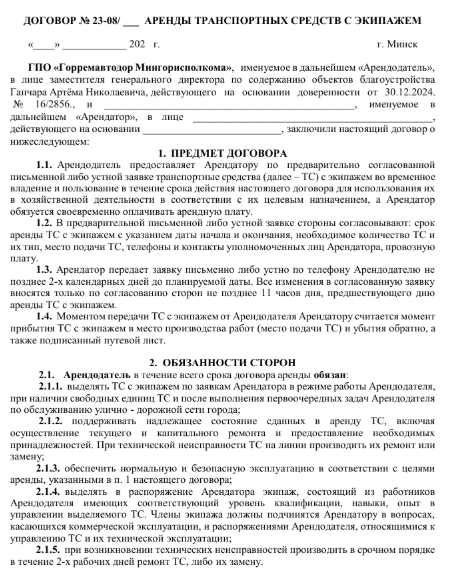 ДОГОВОР № 23-08/ ___ АРЕНДЫ ТРАНСПОРТНЫХ СРЕДСТВ С ЭКИПАЖЕМ
«____» _____________ 202 г. г. Минск
ГПО «Горремавтодор Мингорисполкома», именуемое в дальнейшем «Арендодатель»,
в лице заместителя генерального директора по содержанию объектов благоустройства
Ганчара Артёма Николаевича, действующего на основании доверенности от 30.12.2024.
№ 16/2856., и ________________________________________, именуемое в
дальнейшем «Арендатор», в лице ________________________________________,
действующего на основании ______________________, заключили настоящий договор о
нижеследующем:
1. ПРЕДМЕТ ДОГОВОРА
1.1. Арендодатель предоставляет Арендатору по предварительно согласованной
письменной либо устной заявке транспортные средства (далее – ТС) с экипажем во временное
владение и пользование в течение срока действия настоящего договора для использования их
в хозяйственной деятельности в соответствии с их целевым назначением, а Арендатор
обязуется своевременно оплачивать арендную плату.
1.2. В предварительной письменной либо устной заявке стороны согласовывают: срок
аренды ТС с экипажем с указанием даты начала и окончания, необходимое количество ТС и
их тип, место подачи ТС, телефоны и контакты уполномоченных лиц Арендатора, провозную
плату.
1.3. Арендатор передает заявку письменно либо устно по телефону Арендодателю не
позднее 2-х календарных дней до планируемой даты. Все изменения в согласованную заявку
вносятся только по согласованию сторон не позднее 11 часов дня, предшествующего дню
аренды ТС с экипажем.
1.4. Моментом передачи ТС с экипажем от Арендодателя Арендатору считается момент
прибытия ТС с экипажем в место производства работ (место подачи ТС) и убытия обратно, а
также подписанный путевой лист.
2. ОБЯЗАННОСТИ СТОРОН
2.1. Арендодатель в течение всего срока договора аренды обязан:
2.1.1. выделять ТС с экипажем по заявкам Арендатора в режиме работы Арендодателя,
при наличии свободных единиц ТС и после выполнения первоочередных задач Арендодателя
по обслуживанию улично - дорожной сети города;
2.1.2. поддерживать надлежащее состояние сданных в аренду ТС, включая
осуществление текущего и капитального ремонта и предоставление необходимых
принадлежностей. При технической неисправности ТС на линии производить их ремонт или
замену;
2.1.3. обеспечить нормальную и безопасную эксплуатацию в соответствии с целями
аренды, указанными в п. 1 настоящего договора;
2.1.4. выделять в распоряжение Арендатора экипаж, состоящий из работников
Арендодателя имеющих соответствующий уровень квалификации, навыки, опыт в
управлении выделяемого ТС. Члены экипажа должны подчинятся Арендатору в вопросах,
касающихся коммерческой эксплуатации, и распоряжениями Арендодателя, относящимися к
управлению ТС и их технической эксплуатации;
2.1.5. при возникновении технических неисправностей производить в срочном порядке
в течение 2-х рабочих дней ремонт ТС, либо их замену.